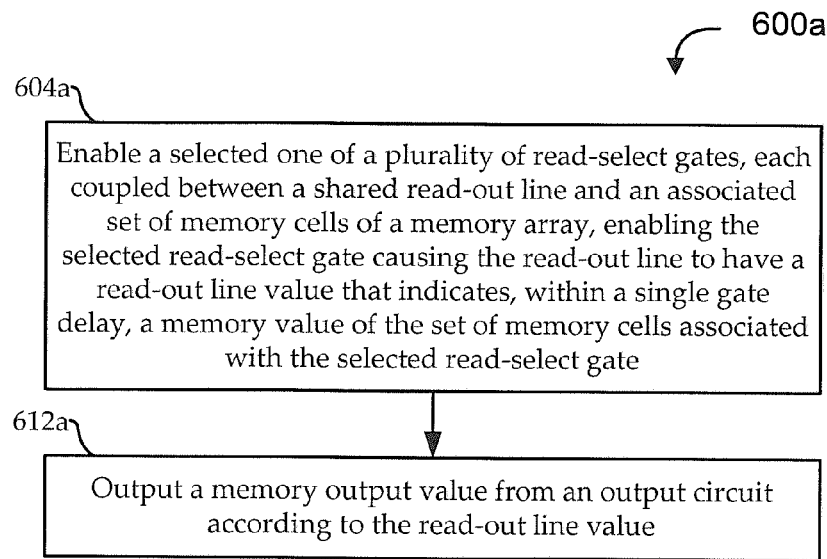 600a
604a
Enable a selected one of a plurality of read-select gates, each
coupled between a shared read-out line and an associated
set of memory cells of a memory array, enabling the
selected read-select gate causing the read-out line to have a
read-out line value that indicates, within a single gate
delay, a memory value of the set of memory cells associated
with the selected read-select gate
612a
Output a memory output value from an output circuit
according to the read-out line value